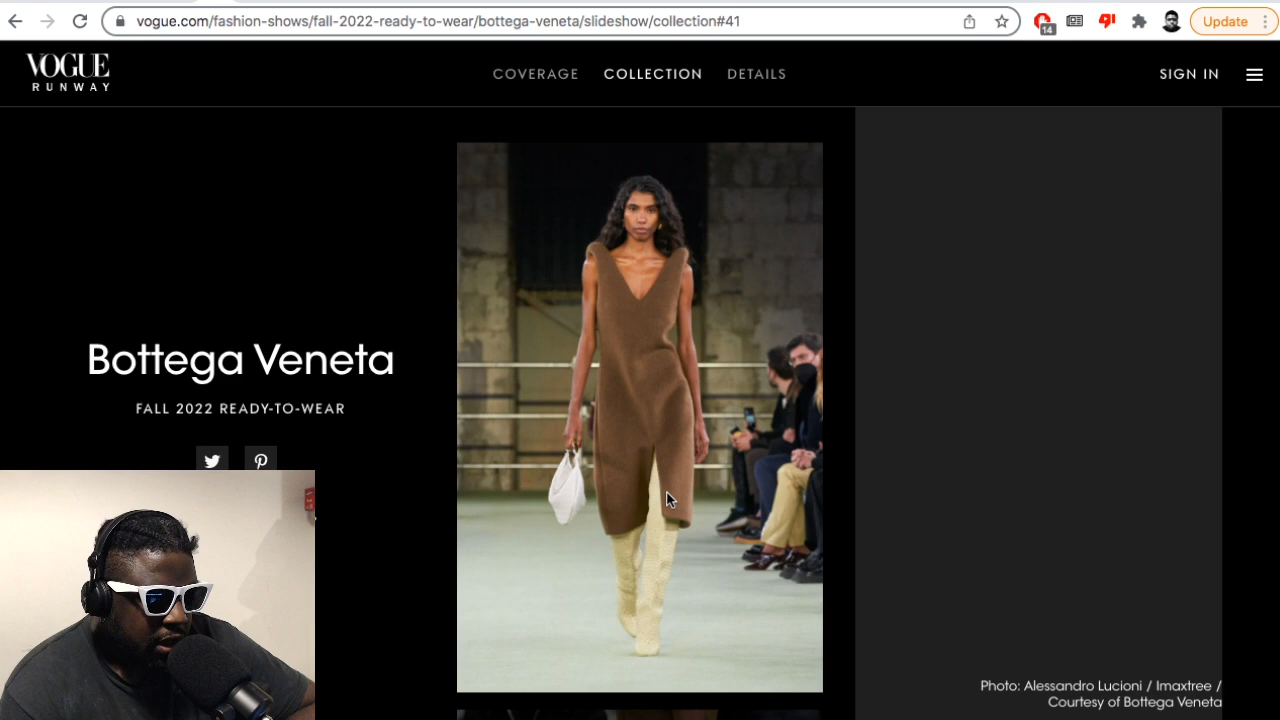 vogue.com/fashion-shows/fall-2022-ready-to-wear/bottega-veneta/slideshow/collection#41
14
Update
VOGUE
RUNWAY
COVERAGE
COLLECTION
DETAILS
SIGN IN
Bottega Veneta
FALL 2022 READY-TO-WEAR
Photo: Alessandro Lucioni / Imaxtree /
Courtesy of Bottega Veneta